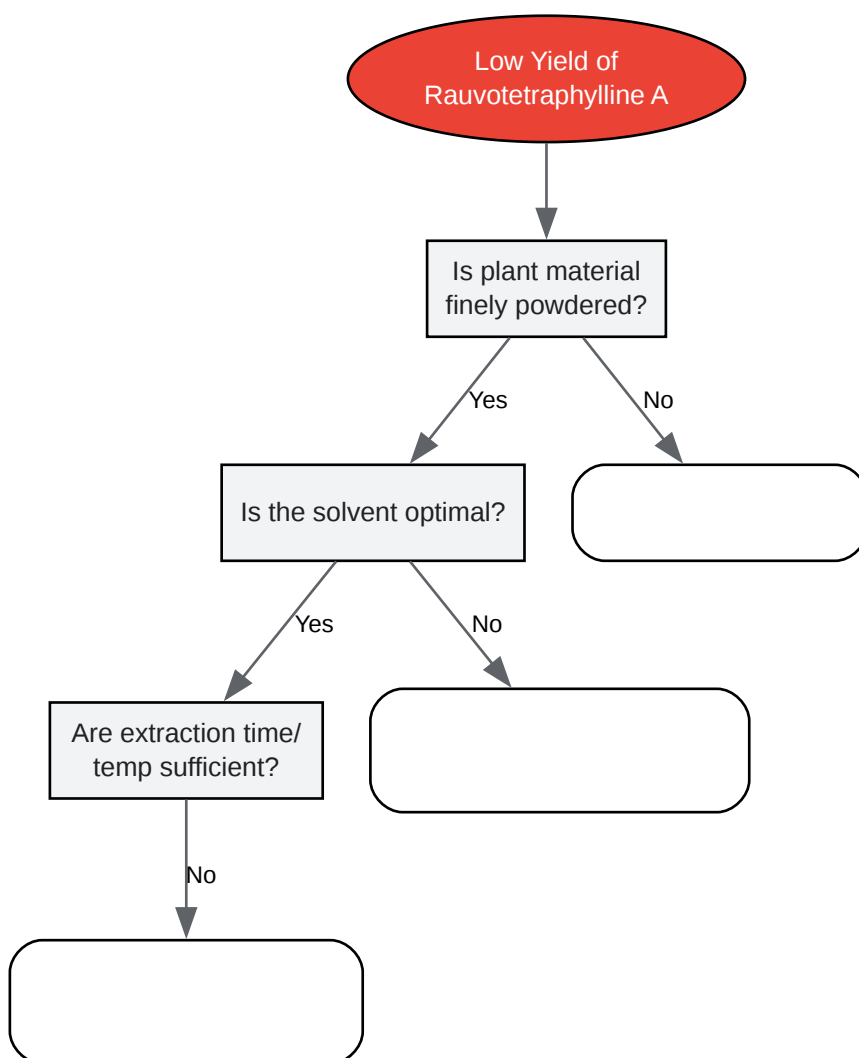 Low Yield of
Rauvotetraphylline A
Is plant material
finely powdered?
Yes
No
Is the solvent optimal?
Yes
No
Are extraction time/
temp sufficient?
No